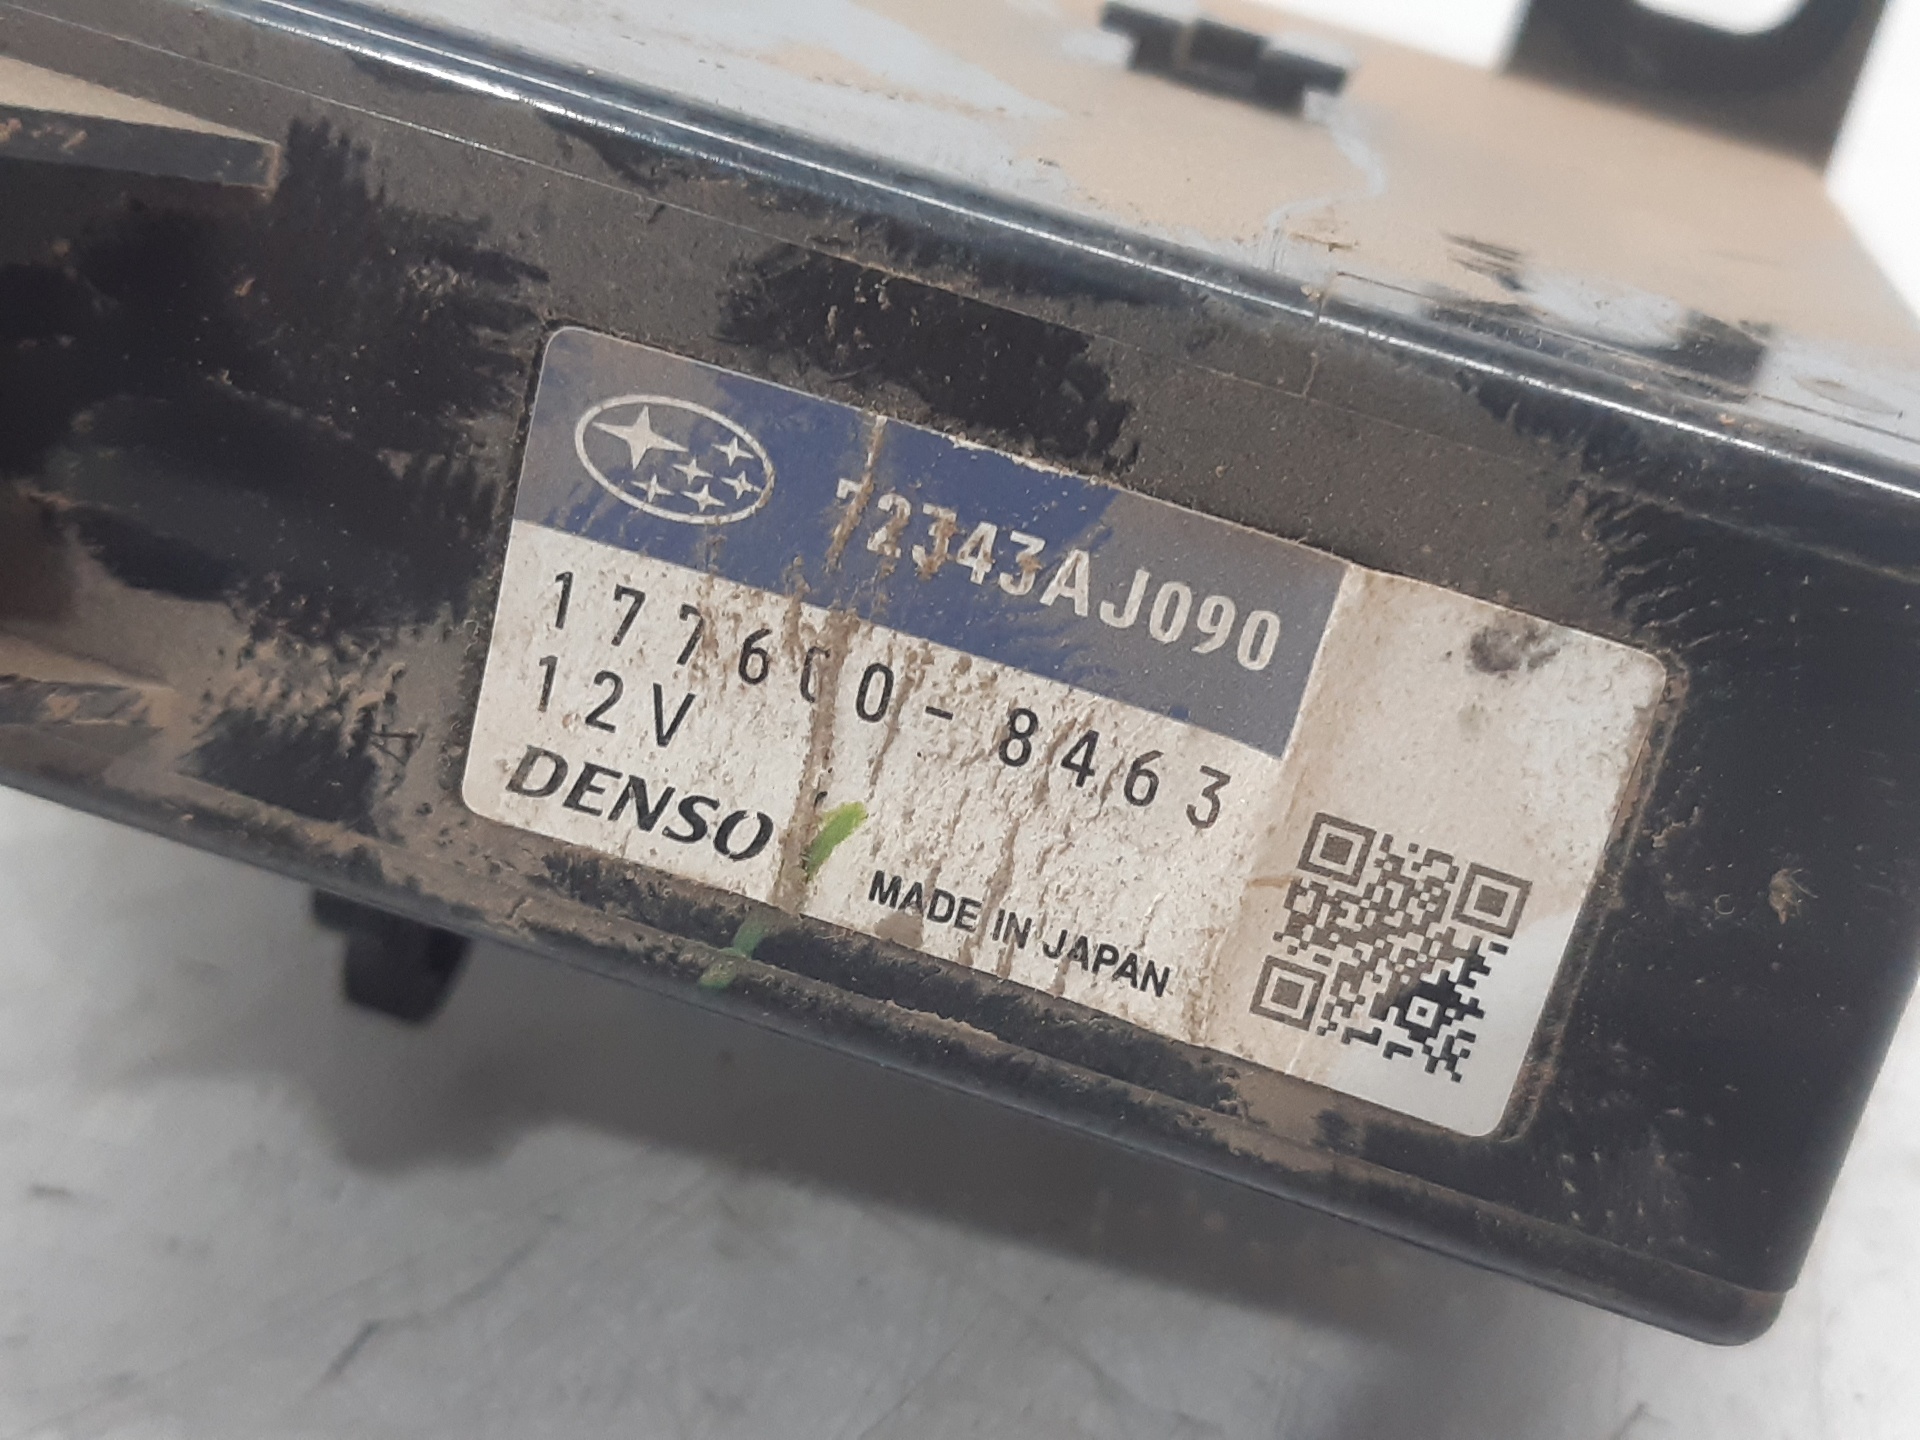 72343AJ090
177600-8463
12V
DENSO
MADE IN JAPAN